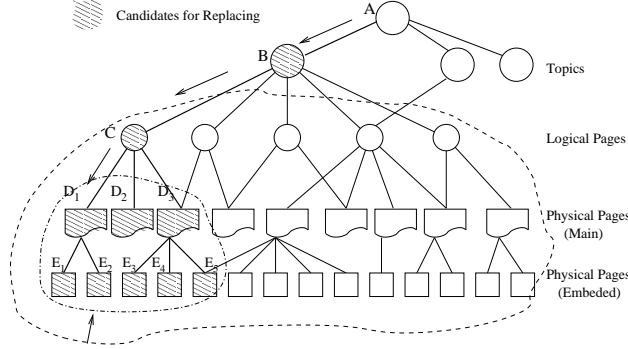 Candidates for Replacing
A
B
Topics
C
Logical Pages
D1 D2 D3
Physical Pages
(Main)
E1 E2 E3 E4 E5
Physical Pages
(Embeded)